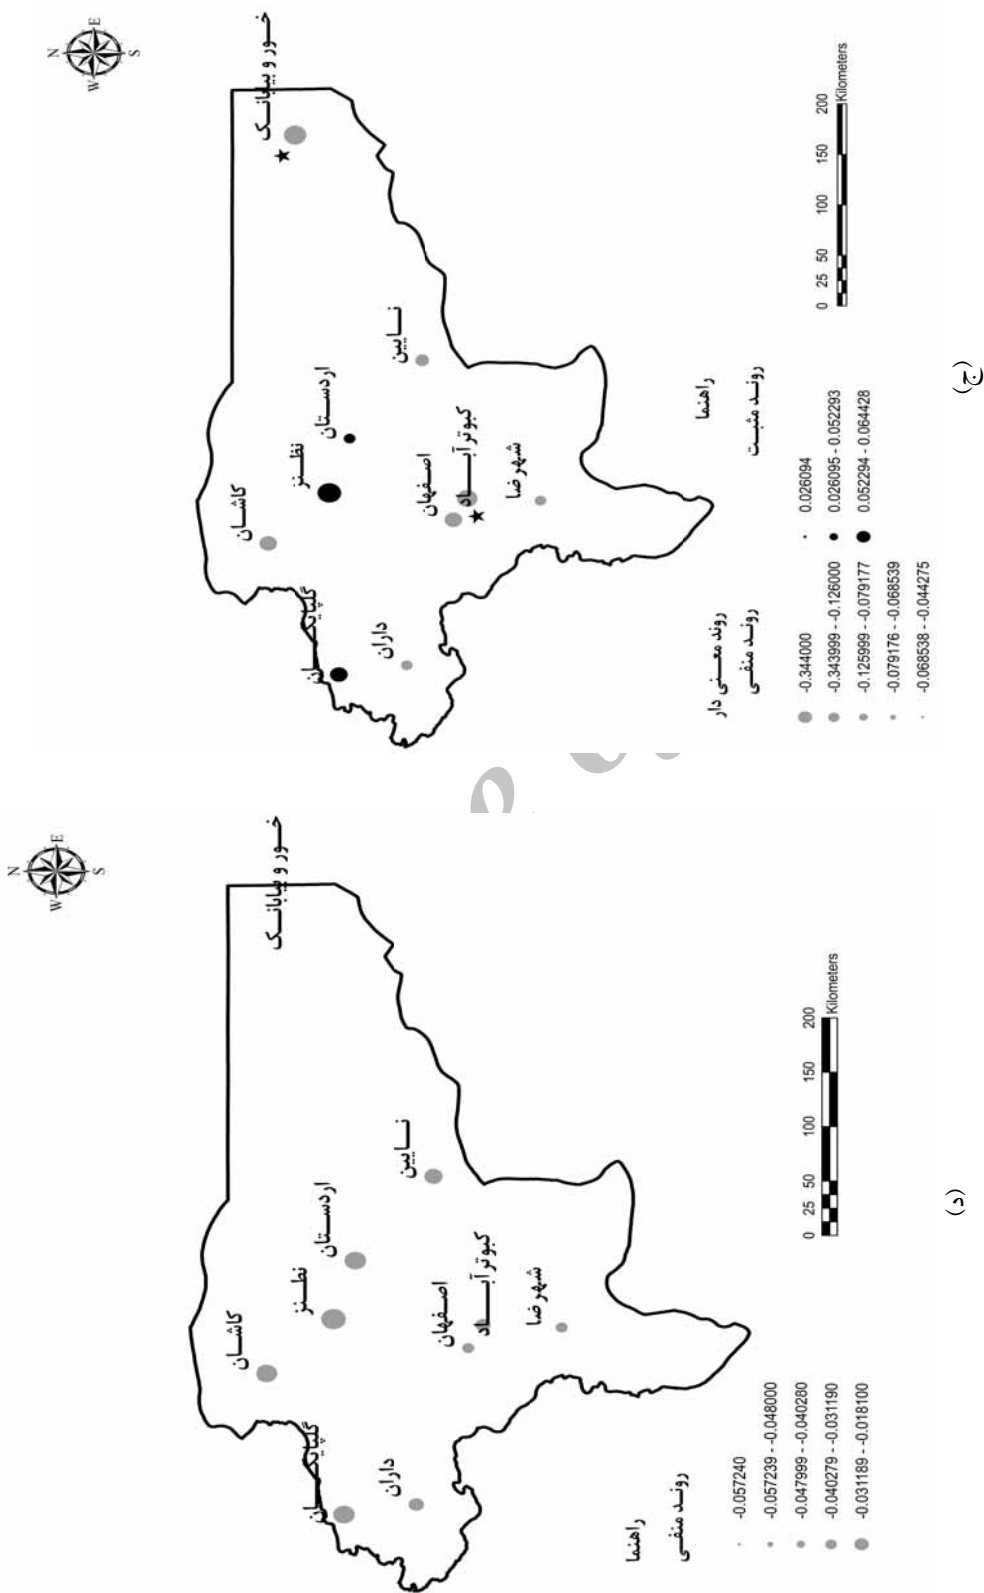 N
E
S
W
خور و بیابانک
کاشان
نطنز
اردستان
نایین
گلپایگان
داران
اصفهان
کبوترآباد
شهرضا
راهنما
روند مثبت
0.026094
0.026095 - 0.052293
0.052294 - 0.064428
روند معنی دار
روند منفی
-0.344000
-0.343999 - -0.126000
-0.125999 - -0.079177
-0.079176 - -0.068539
-0.068538 - -0.044275
0 25 50 100 150 200
Kilometers
(ج)
N
E
S
W
خور و بیابانک
کاشان
نطنز
اردستان
نایین
گلپایگان
داران
اصفهان
کبوترآباد
شهرضا
راهنما
روند منفی
-0.057240
-0.057239 - -0.048000
-0.047999 - -0.040280
-0.040279 - -0.031190
-0.031189 - -0.018100
0 25 50 100 150 200
Kilometers
(د)